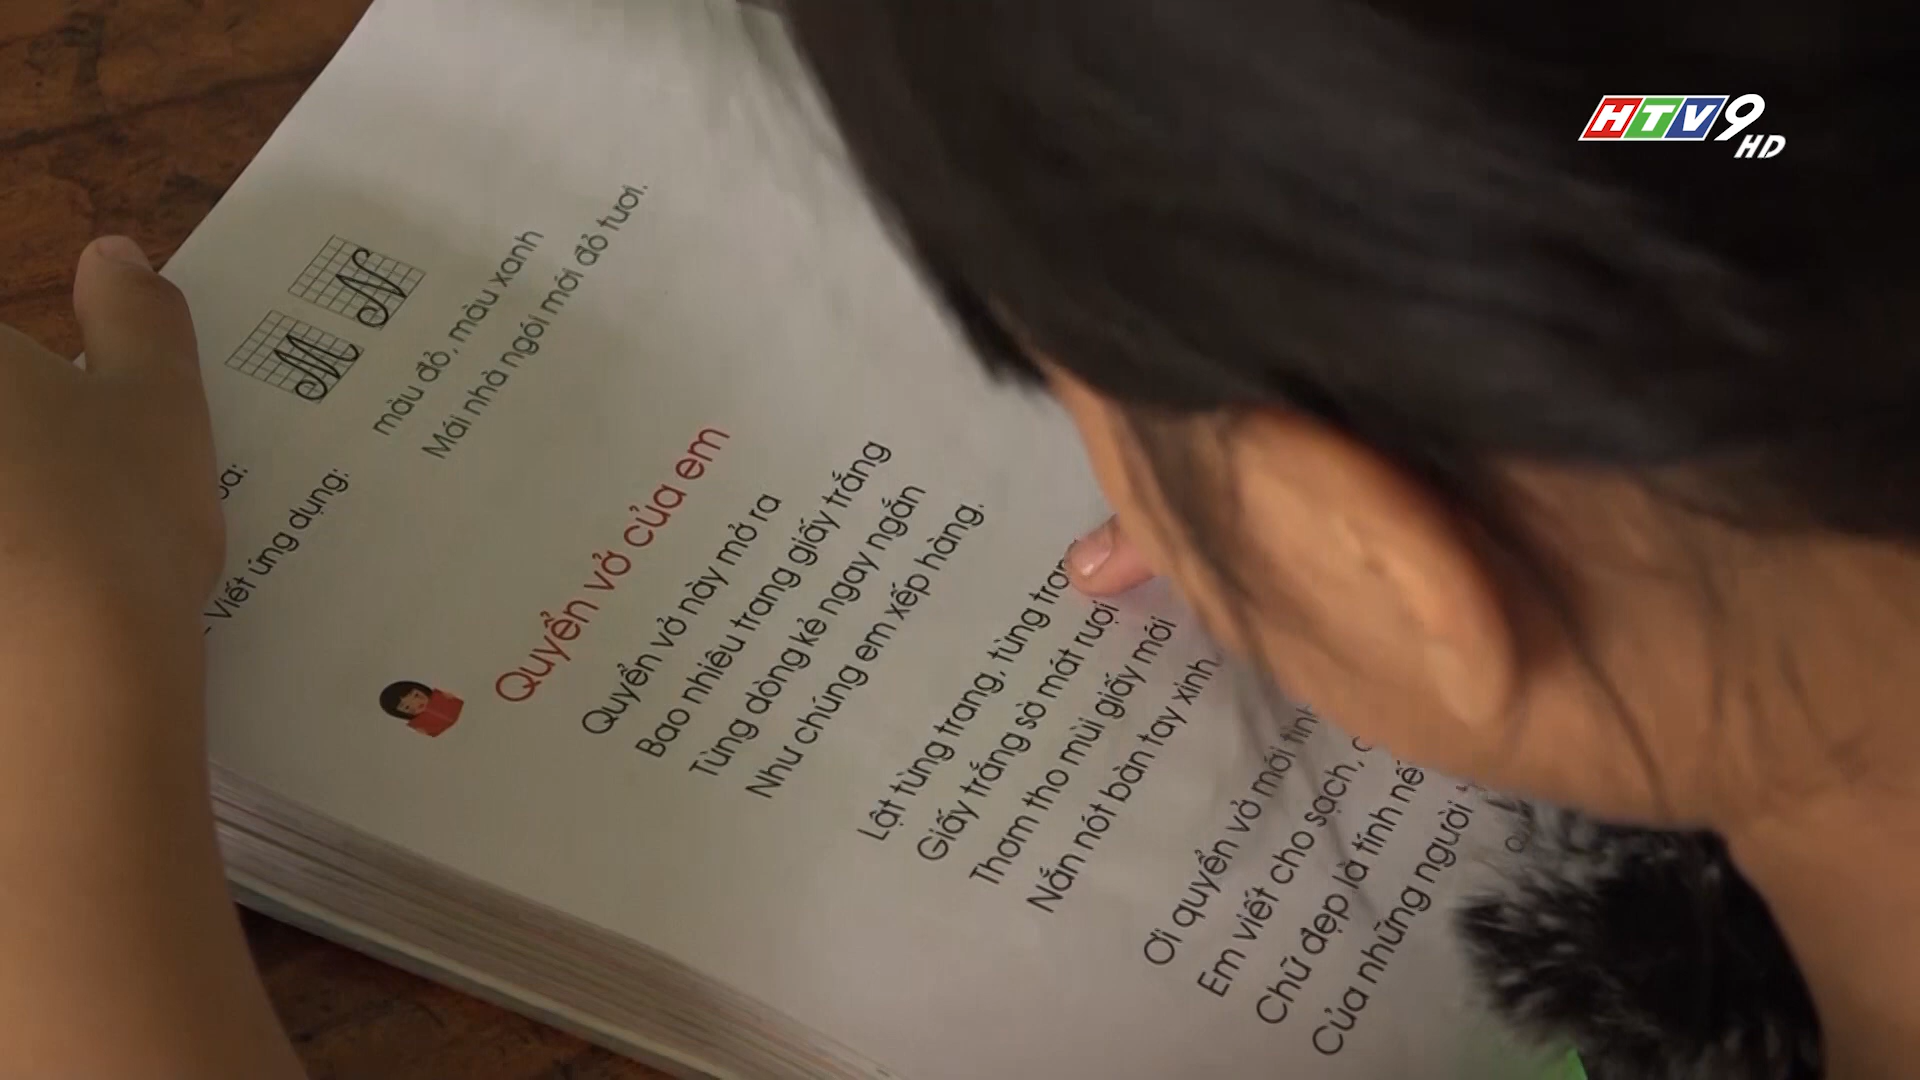 HTV9
HD
M N
màu đỏ, màu xanh
Mái nhà ngói mới đỏ tươi.
- Viết ứng dụng:
Quyển vở của em
Quyển vở này mở ra
Bao nhiêu trang giấy trắng
Từng dòng kẻ ngay ngắn
Như chúng em xếp hàng.
Lật từng trang, từng
Giấy trắng sờ mát rượi
Thơm tho mùi giấy mới
Nắn nót bàn tay xinh.
Ơi quyển vở mới
Em viết cho sạch,
Chữ đẹp là tính
Của những người